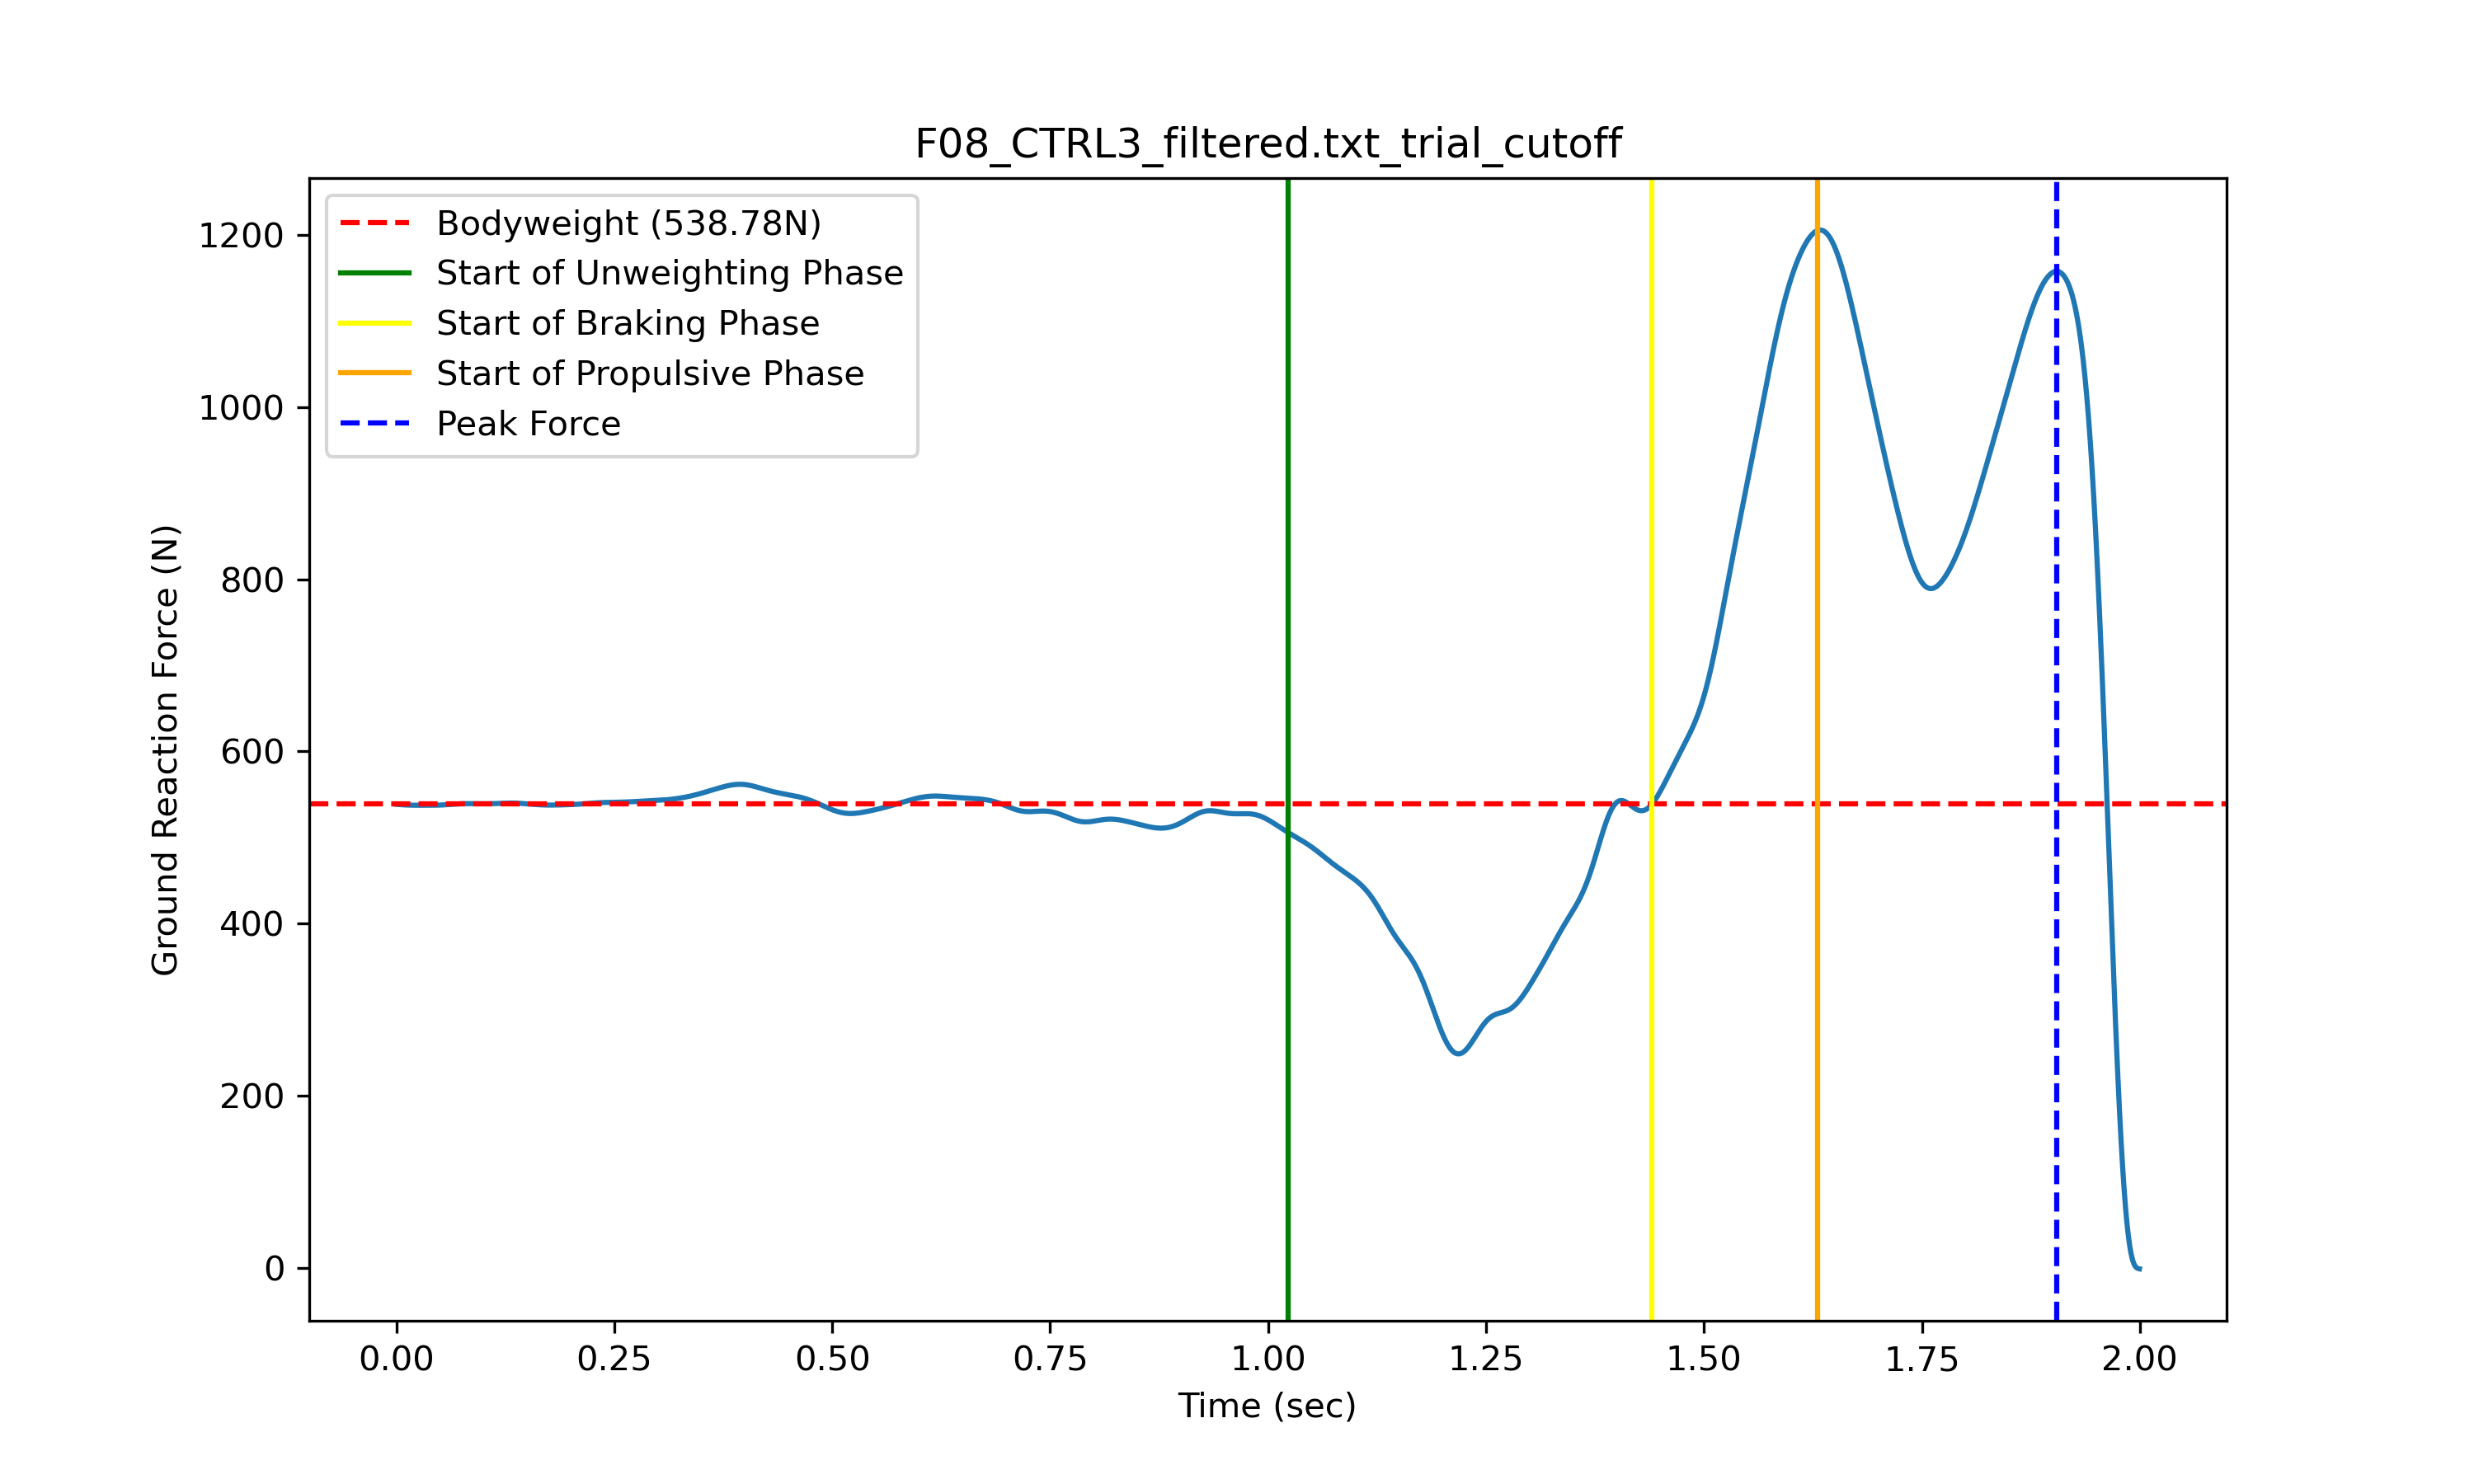 F08_CTRL3_filtered.txt_trial_cutoff
Bodyweight (538.78N)
Start of Unweighting Phase
Start of Braking Phase
Start of Propulsive Phase
Peak Force
Ground Reaction Force (N)
1200
1000
800
600
400
200
0
0.00 0.25 0.50 0.75 1.00 1.25 1.50 1.75 2.00
Time (sec)